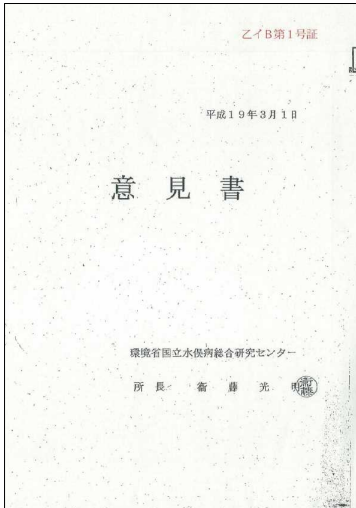 乙イB第1号証
平成19年3月1日
意見書
環境省国立水俣病総合研究センター
所長 衞藤光明